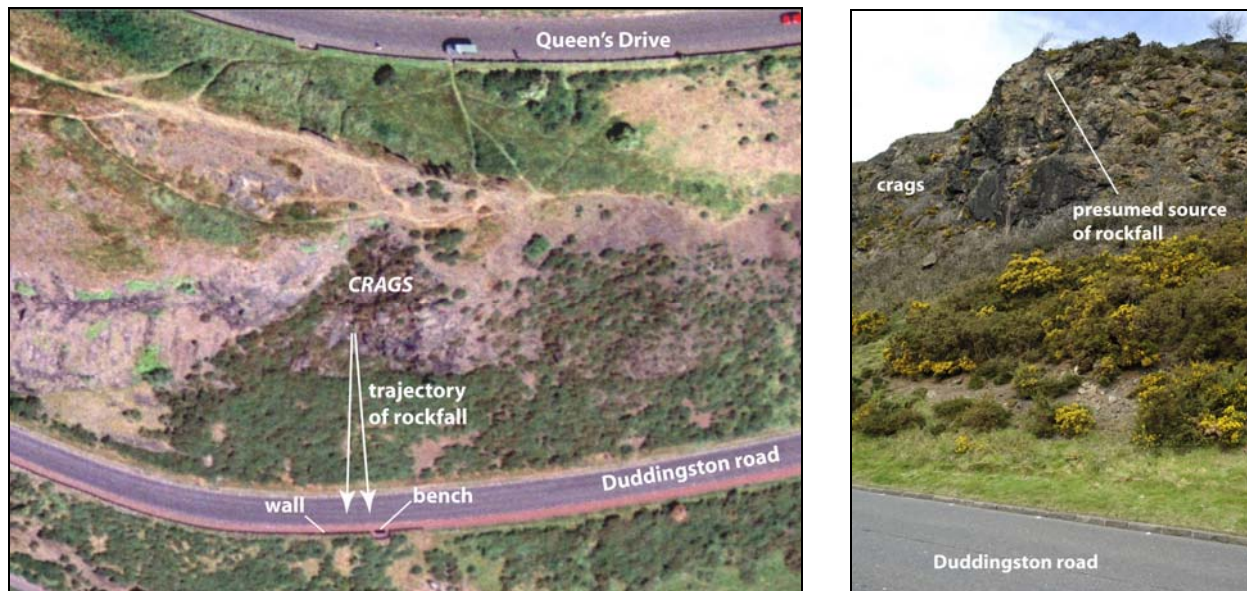 Queen's Drive
CRAGS
trajectory
of rockfall
Duddingston road
wall
bench
crags
presumed source
of rockfall
Duddingston road